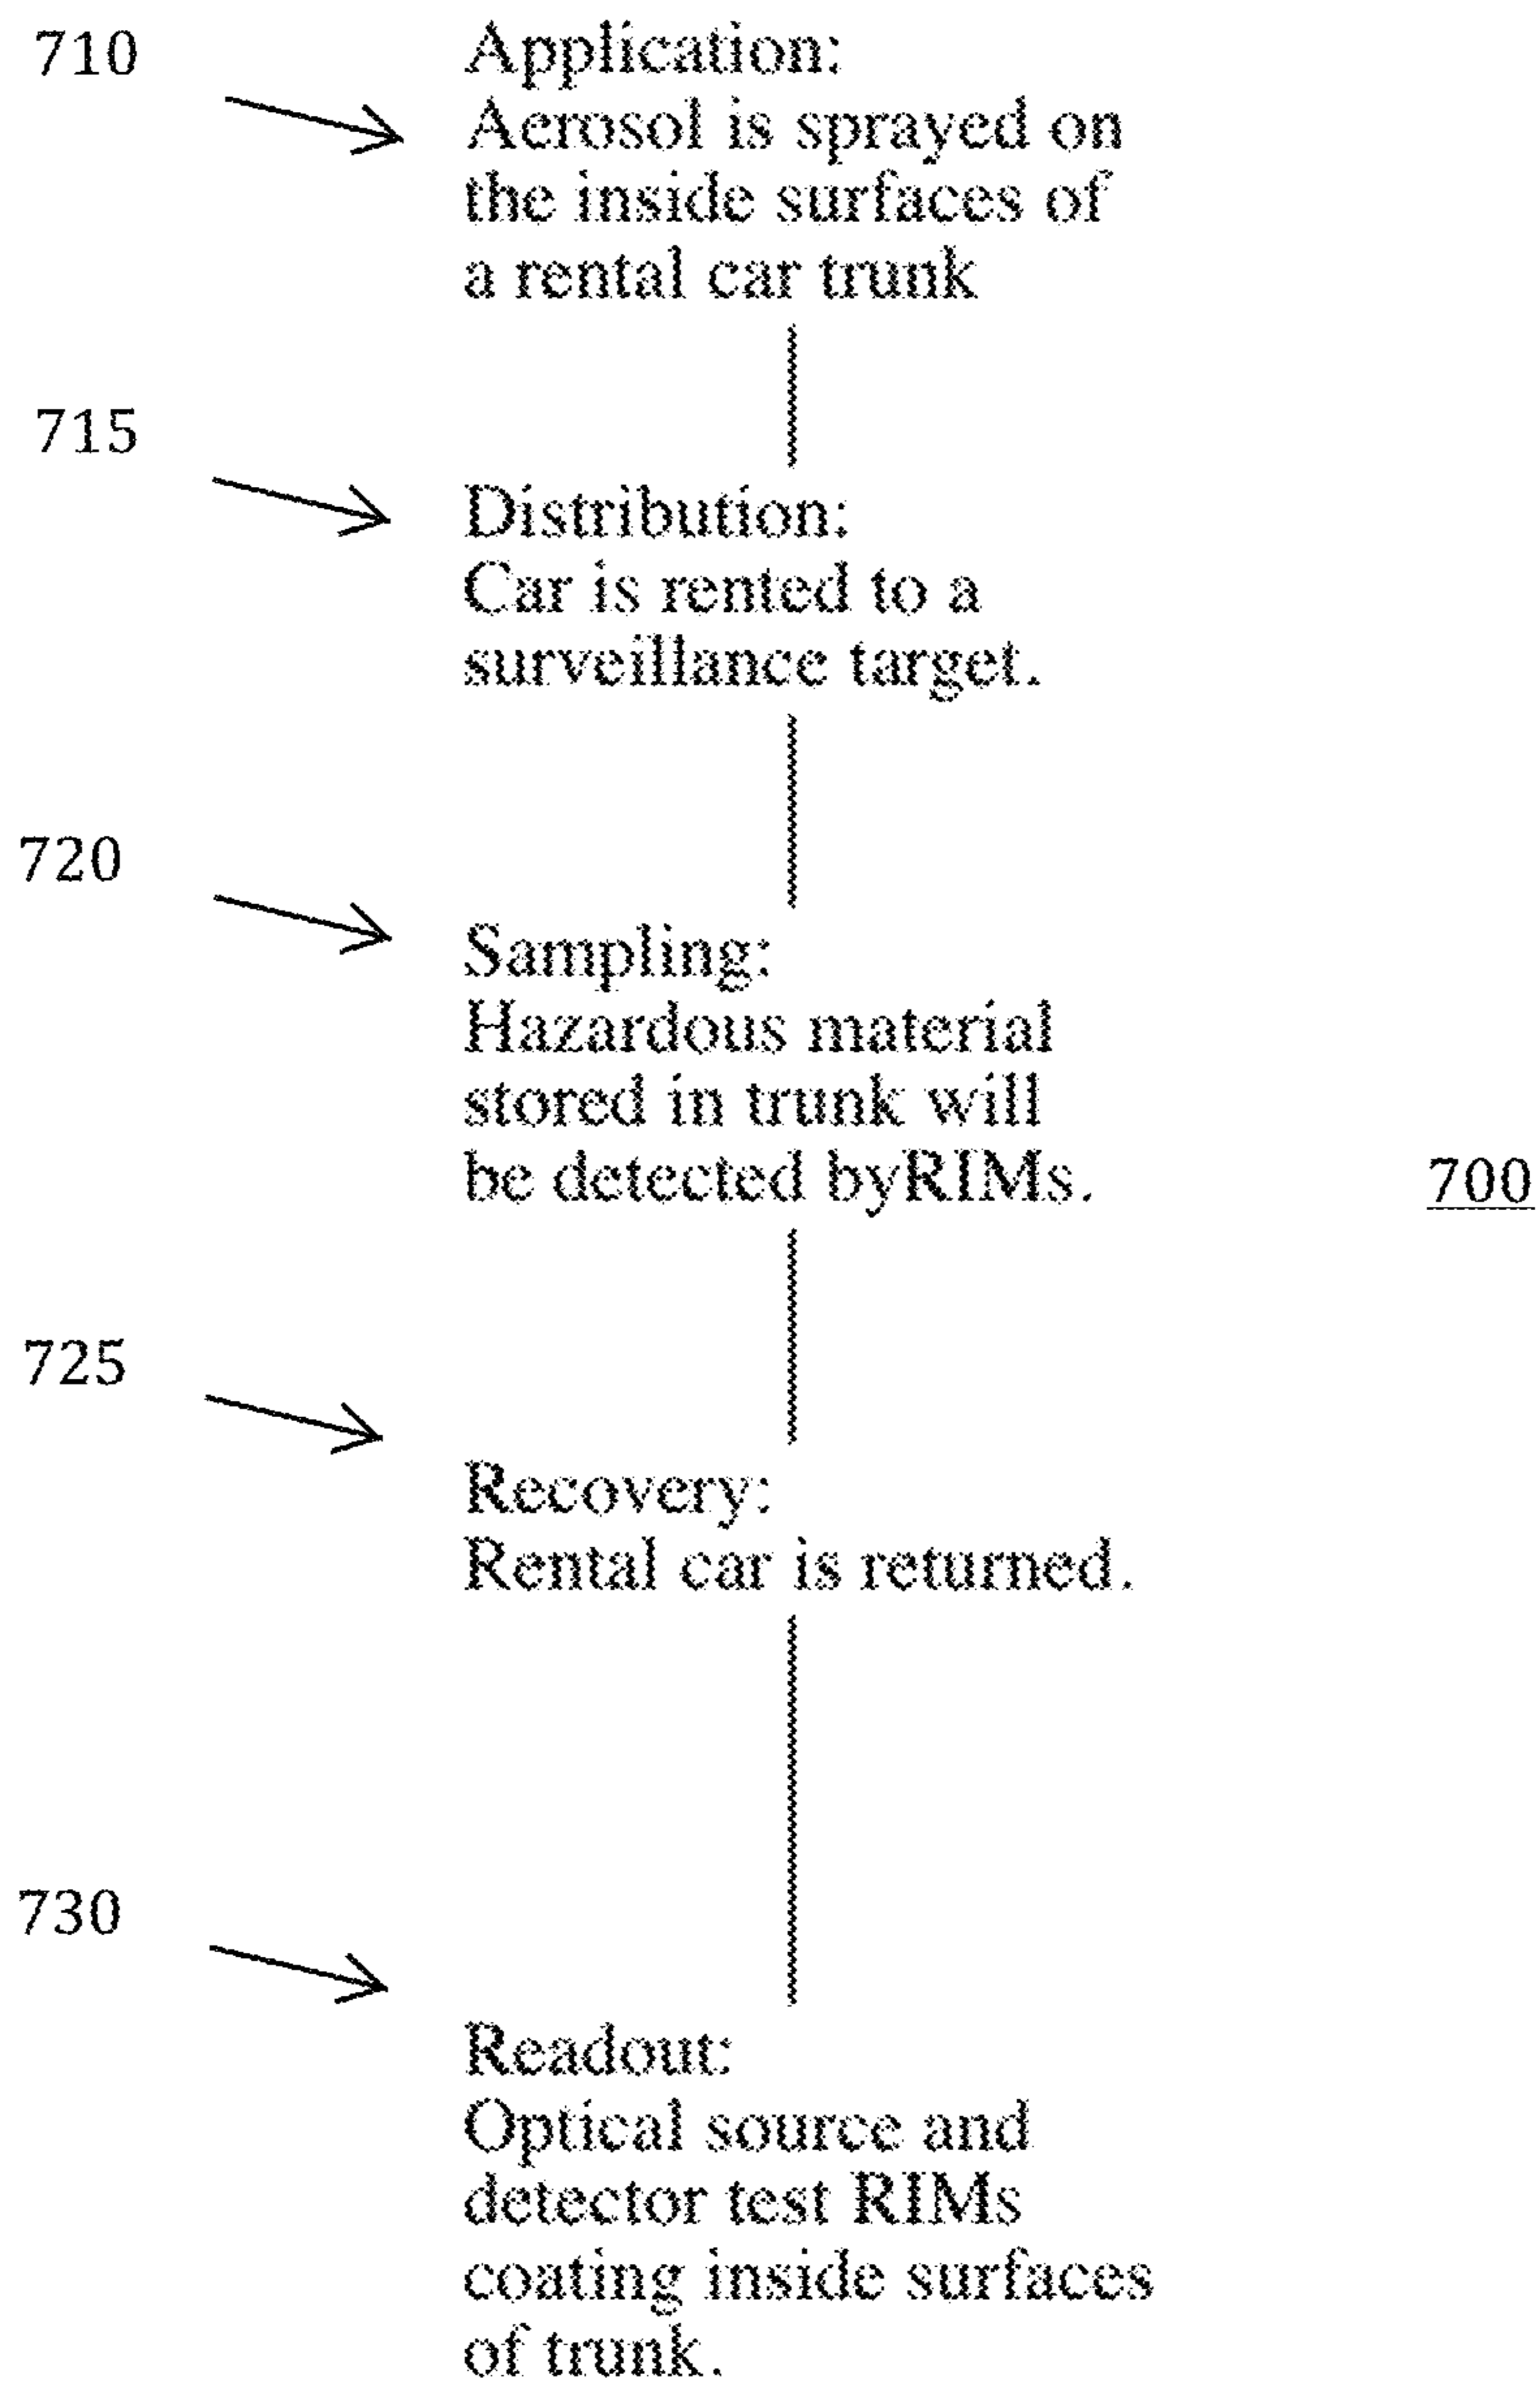 710
Application:
Aerosol is sprayed on
the inside surfaces of
a rental car trunk
715
Distribution:
Car is rented to a
surveillance target.
720
Sampling:
Hazardous material
stored in trunk will
be detected byRIMs.
700
725
Recovery:
Rental car is returned.
730
Readout:
Optical source and
detector test RIMs
coating inside surfaces
of trunk.